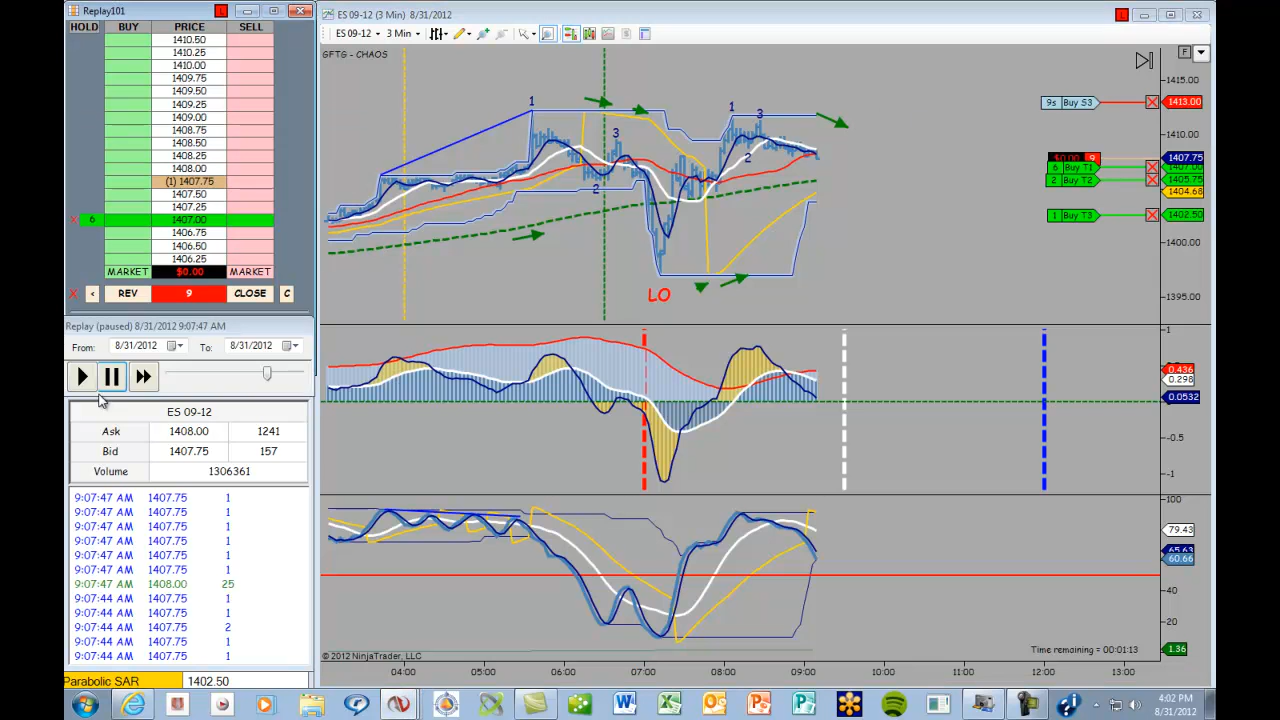 Replay101
HOLD BUY PRICE SELL
1410.50
1410.25
1410.00
1409.75
1409.50
1409.25
1409.00
1408.75
1408.50
1408.25
1408.00
(1) 1407.75
1407.50
1407.25
X 6 1407.00
1406.75
1406.50
1406.25
MARKET $0.00 MARKET
X < REV 9 CLOSE C
Replay (paused) 8/31/2012 9:07:47 AM
From: 8/31/2012 To: 8/31/2012
ES 09-12
Ask 1408.00 1241
Bid 1407.75 157
Volume 1306361
9:07:47 AM 1407.75 1
9:07:47 AM 1407.75 1
9:07:47 AM 1407.75 1
9:07:47 AM 1407.75 1
9:07:47 AM 1407.75 1
9:07:47 AM 1407.75 1
9:07:47 AM 1408.00 25
9:07:44 AM 1407.75 1
9:07:44 AM 1407.75 1
9:07:44 AM 1407.75 2
9:07:44 AM 1407.75 1
9:07:44 AM 1407.75 1
Parabolic SAR 1402.50
ES 09-12 (3 Min) 8/31/2012
ES 09-12 3 Min
GFTG - CHAOS
F
1415.00
9s Buy S3 1413.00
1410.00
$0.00 9 1407.75
6 Buy T1 1407.00
2 Buy T2 1405.75
1404.68
1 Buy T3 1402.50
1400.00
1395.00
1 3 2 1 3 2
LO
1
0.436
0.298
0.0532
-0.5
-1
100
79.43
65.63
60.66
40
20
1.36
© 2012 NinjaTrader, LLC
Time remaining = 00:01:13
04:00 05:00 06:00 07:00 08:00 09:00 10:00 11:00 12:00 13:00
4:02 PM
8/31/2012